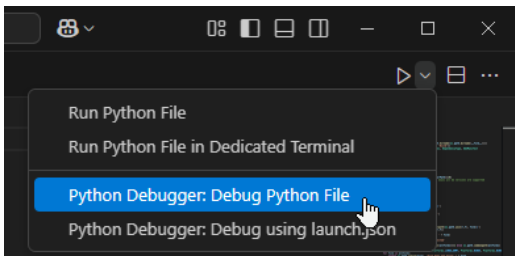 Run Python File
Run Python File in Dedicated Terminal
Python Debugger: Debug Python File
Python Debugger: Debug using launch.json